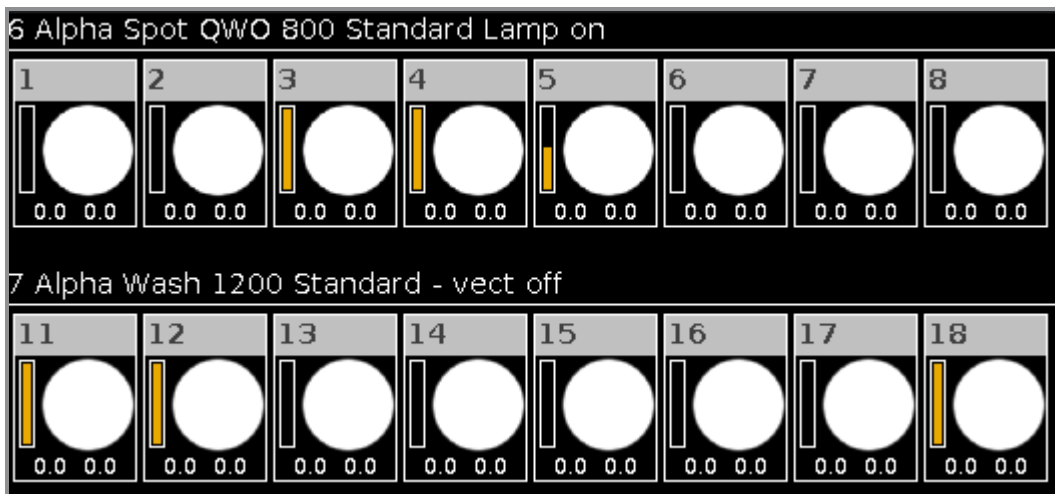 6 Alpha Spot QWO 800 Standard Lamp on
1 2 3 4 5 6 7 8
0.0 0.0 0.0 0.0 0.0 0.0 0.0 0.0 0.0 0.0 0.0 0.0 0.0 0.0 0.0 0.0
7 Alpha Wash 1200 Standard - vect off
11 12 13 14 15 16 17 18
0.0 0.0 0.0 0.0 0.0 0.0 0.0 0.0 0.0 0.0 0.0 0.0 0.0 0.0 0.0 0.0